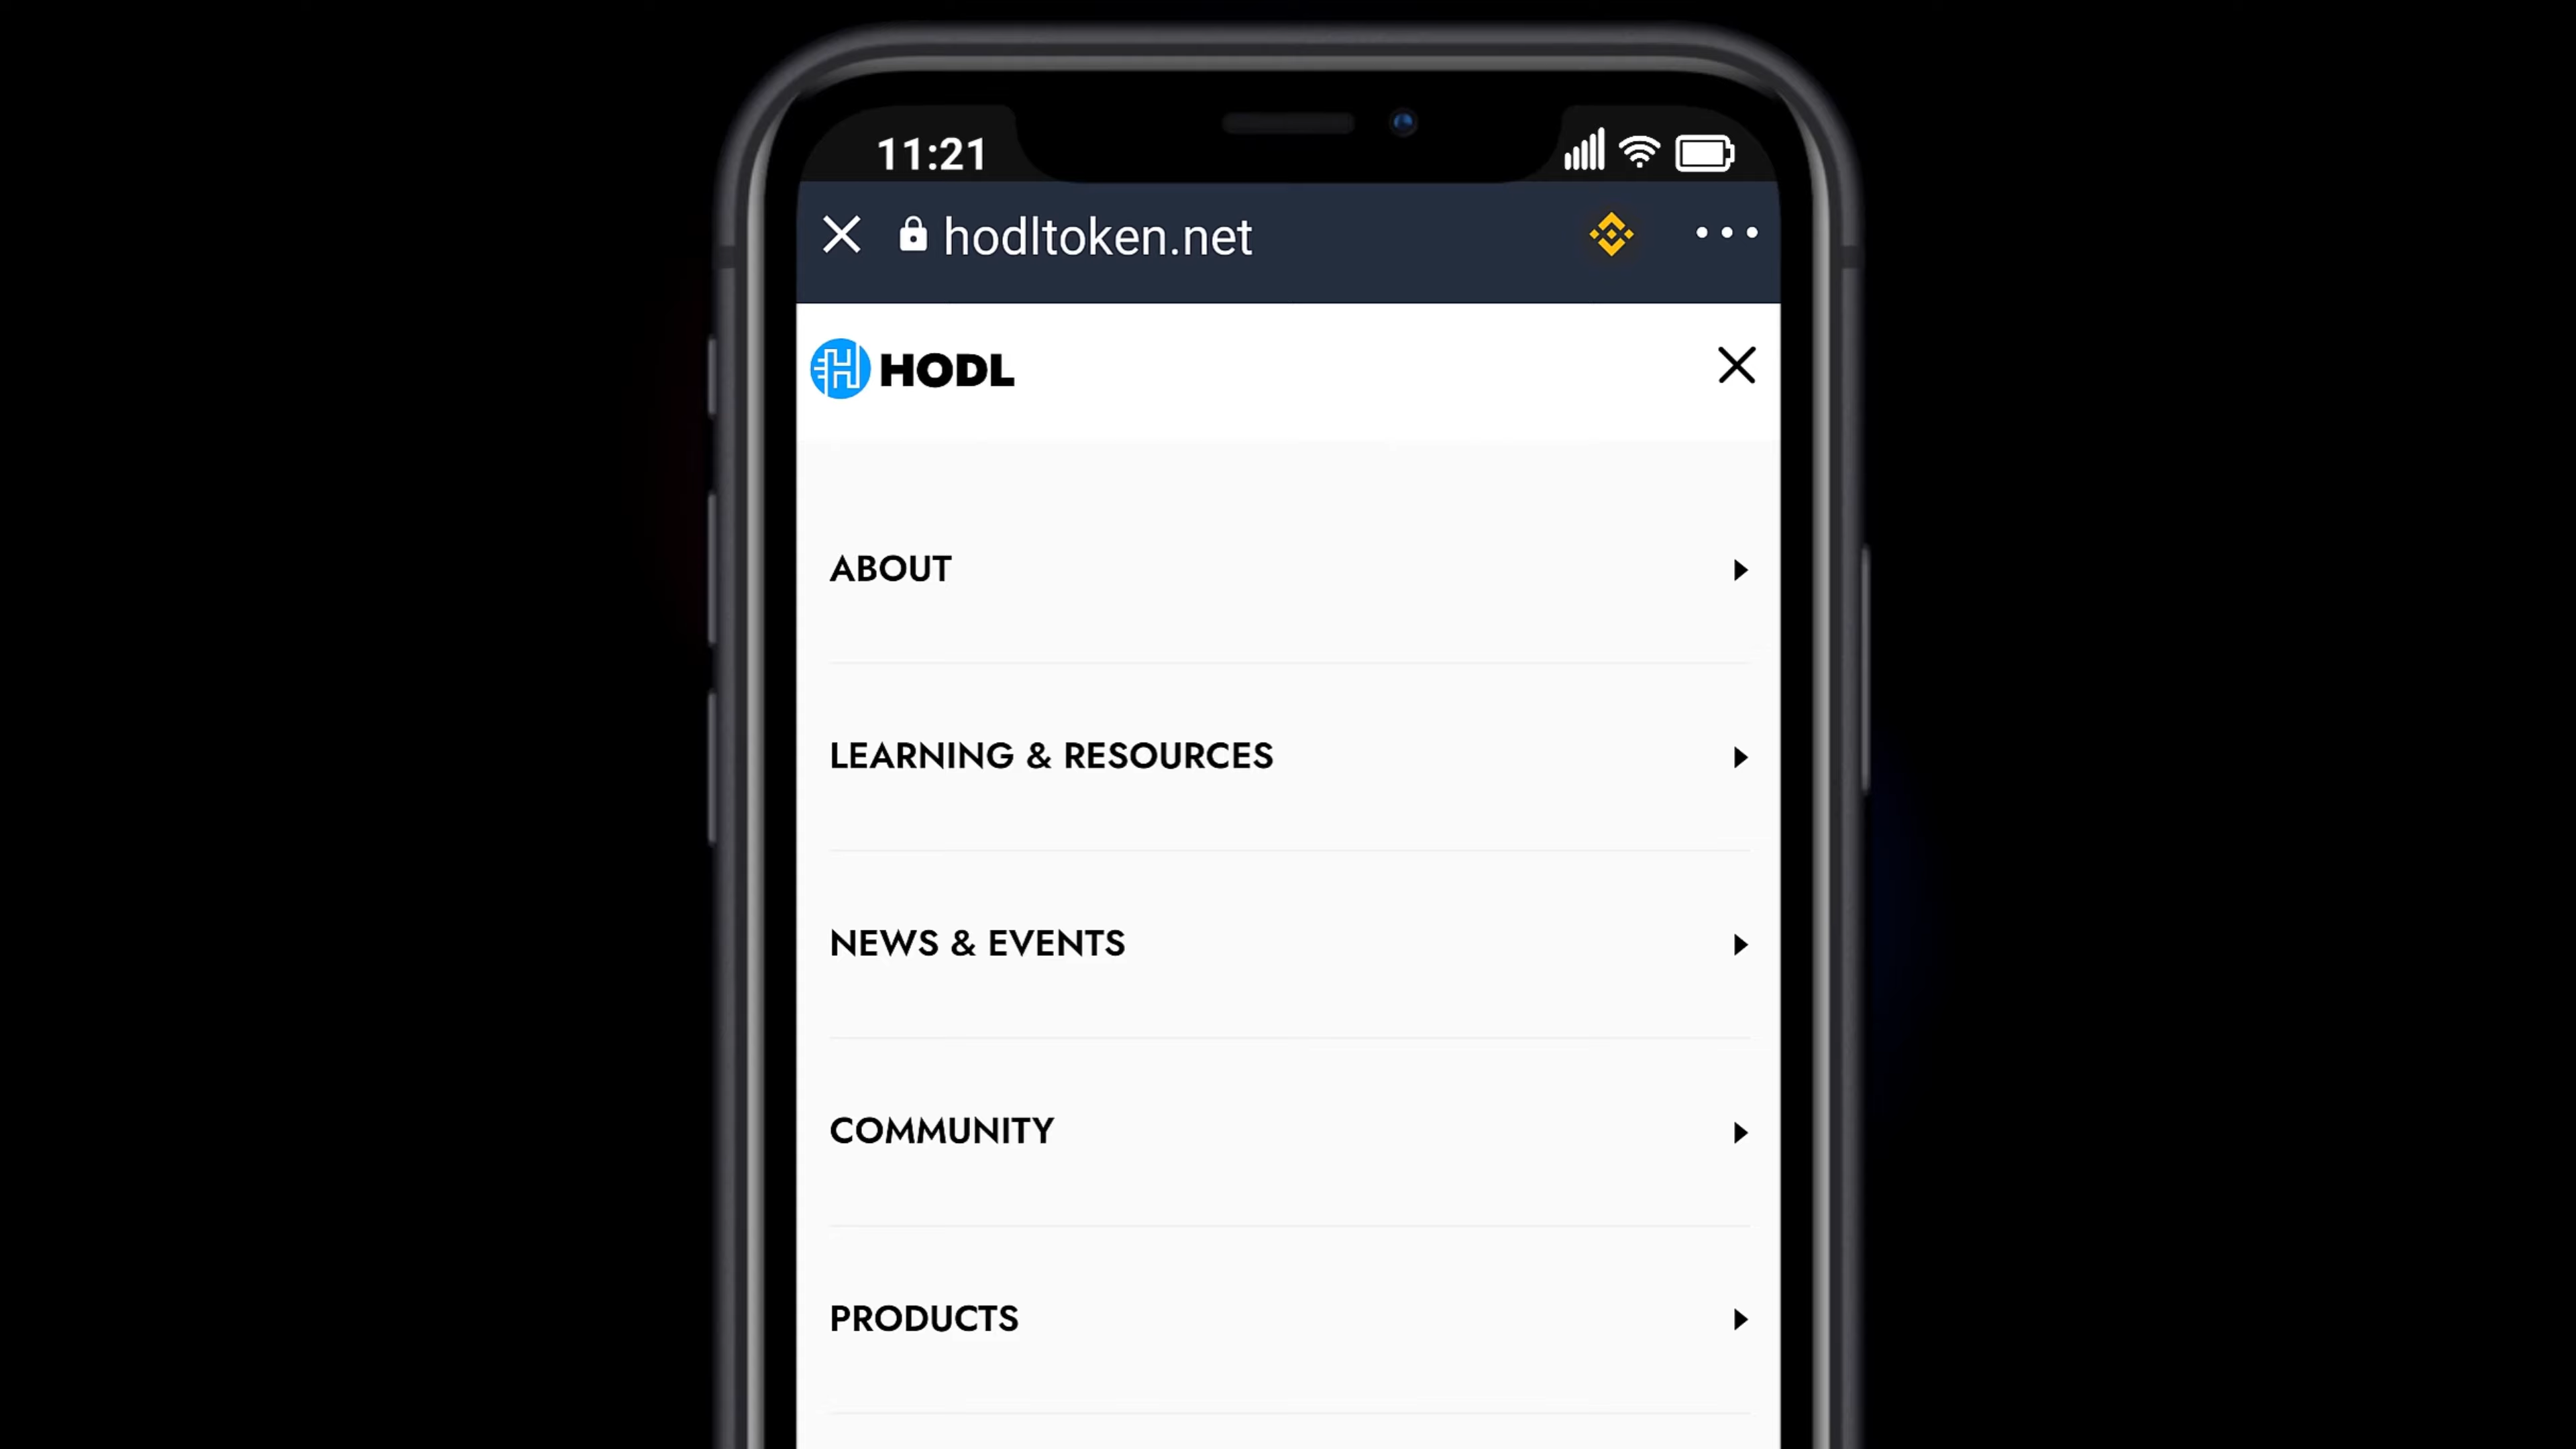 11:21
hodltoken.net
HODL
ABOUT
LEARNING & RESOURCES
NEWS & EVENTS
COMMUNITY
PRODUCTS